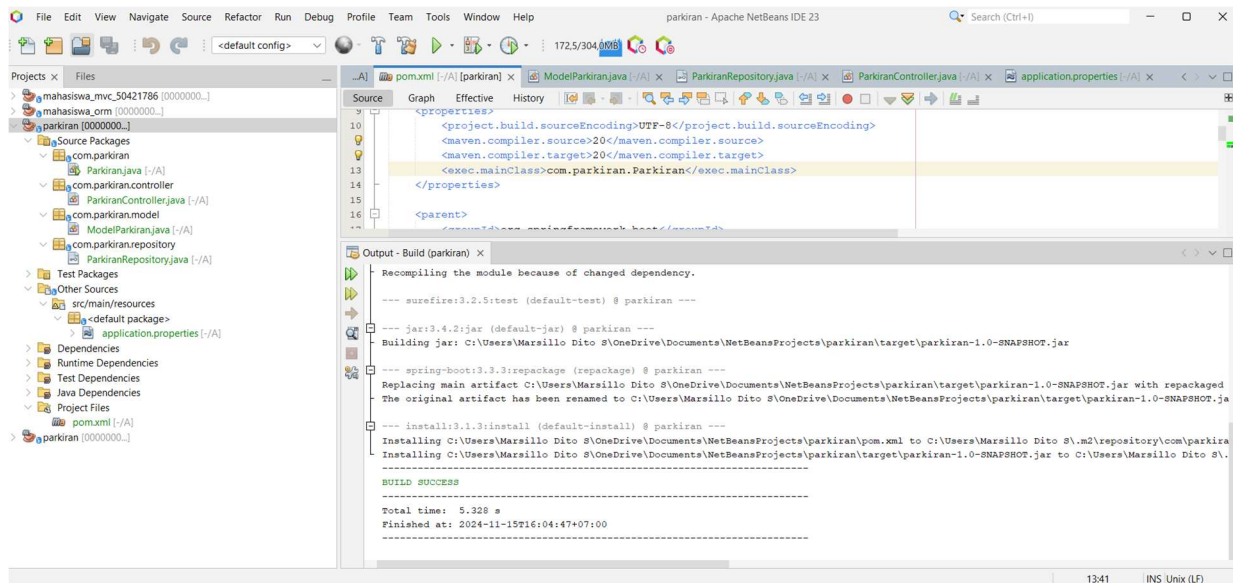 File Edit View Navigate Source Refactor Run Debug Profile Team Tools Window Help parkiran - Apache NetBeans IDE 23 Search (Ctrl+I)
<default config> 172,5/304,0MB
Projects Files
...A] pom.xml [-/A] [parkiran] ModelParkiran.java [-/A] ParkiranRepository.java [-/A] ParkiranController.java [-/A] application.properties [-/A]
mahasiswa_mvc_50421786 [0000000...]
mahasiswa_orm [0000000...]
parkiran [0000000...]
Source Packages
com.parkiran
Parkiran.java [-/A]
com.parkiran.controller
ParkiranController.java [-/A]
com.parkiran.model
ModelParkiran.java [-/A]
com.parkiran.repository
ParkiranRepository.java [-/A]
Test Packages
Other Sources
src/main/resources
<default package>
application.properties [-/A]
Dependencies
Runtime Dependencies
Test Dependencies
Java Dependencies
Project Files
pom.xml [-/A]
parkiran [0000000...]
Source Graph Effective History
9 <properties>
10 <project.build.sourceEncoding>UTF-8</project.build.sourceEncoding>
<maven.compiler.source>20</maven.compiler.source>
<maven.compiler.target>20</maven.compiler.target>
13 <exec.mainClass>com.parkiran.Parkiran</exec.mainClass>
14 </properties>
15
16 <parent>
17 <groupId>org.springframework.boot</groupId>
Output - Build (parkiran)
Recompiling the module because of changed dependency.
--- surefire:3.2.5:test (default-test) @ parkiran ---
--- jar:3.4.2:jar (default-jar) @ parkiran ---
Building jar: C:\Users\Marsillo Dito S\OneDrive\Documents\NetBeansProjects\parkiran\target\parkiran-1.0-SNAPSHOT.jar
--- spring-boot:3.3.3:repackage (repackage) @ parkiran ---
Replacing main artifact C:\Users\Marsillo Dito S\OneDrive\Documents\NetBeansProjects\parkiran\target\parkiran-1.0-SNAPSHOT.jar with repackaged
The original artifact has been renamed to C:\Users\Marsillo Dito S\OneDrive\Documents\NetBeansProjects\parkiran\target\parkiran-1.0-SNAPSHOT.ja
--- install:3.1.3:install (default-install) @ parkiran ---
Installing C:\Users\Marsillo Dito S\OneDrive\Documents\NetBeansProjects\parkiran\pom.xml to C:\Users\Marsillo Dito S\.m2\repository\com\parkira
Installing C:\Users\Marsillo Dito S\OneDrive\Documents\NetBeansProjects\parkiran\target\parkiran-1.0-SNAPSHOT.jar to C:\Users\Marsillo Dito S\.
------------------------------------------------------------------------
BUILD SUCCESS
------------------------------------------------------------------------
Total time: 5.328 s
Finished at: 2024-11-15T16:04:47+07:00
------------------------------------------------------------------------
13:41 INS Unix (LF)